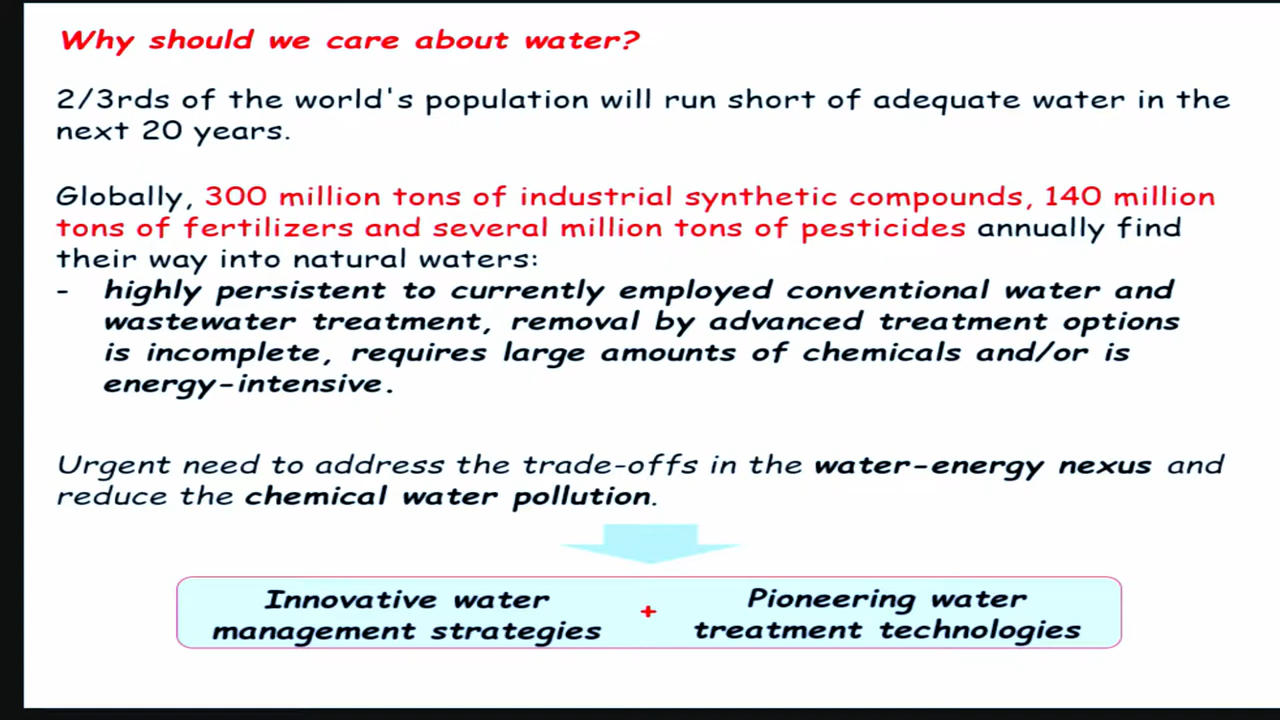 Why should we care about water?
2/3rds of the world's population will run short of adequate water in the
next 20 years.
Globally, 300 million tons of industrial synthetic compounds, 140 million
tons of fertilizers and several million tons of pesticides annually find
their way into natural waters:
- highly persistent to currently employed conventional water and
wastewater treatment, removal by advanced treatment options
is incomplete, requires large amounts of chemicals and/or is
energy-intensive.
Urgent need to address the trade-offs in the water-energy nexus and
reduce the chemical water pollution.
Innovative water
management strategies
+
Pioneering water
treatment technologies